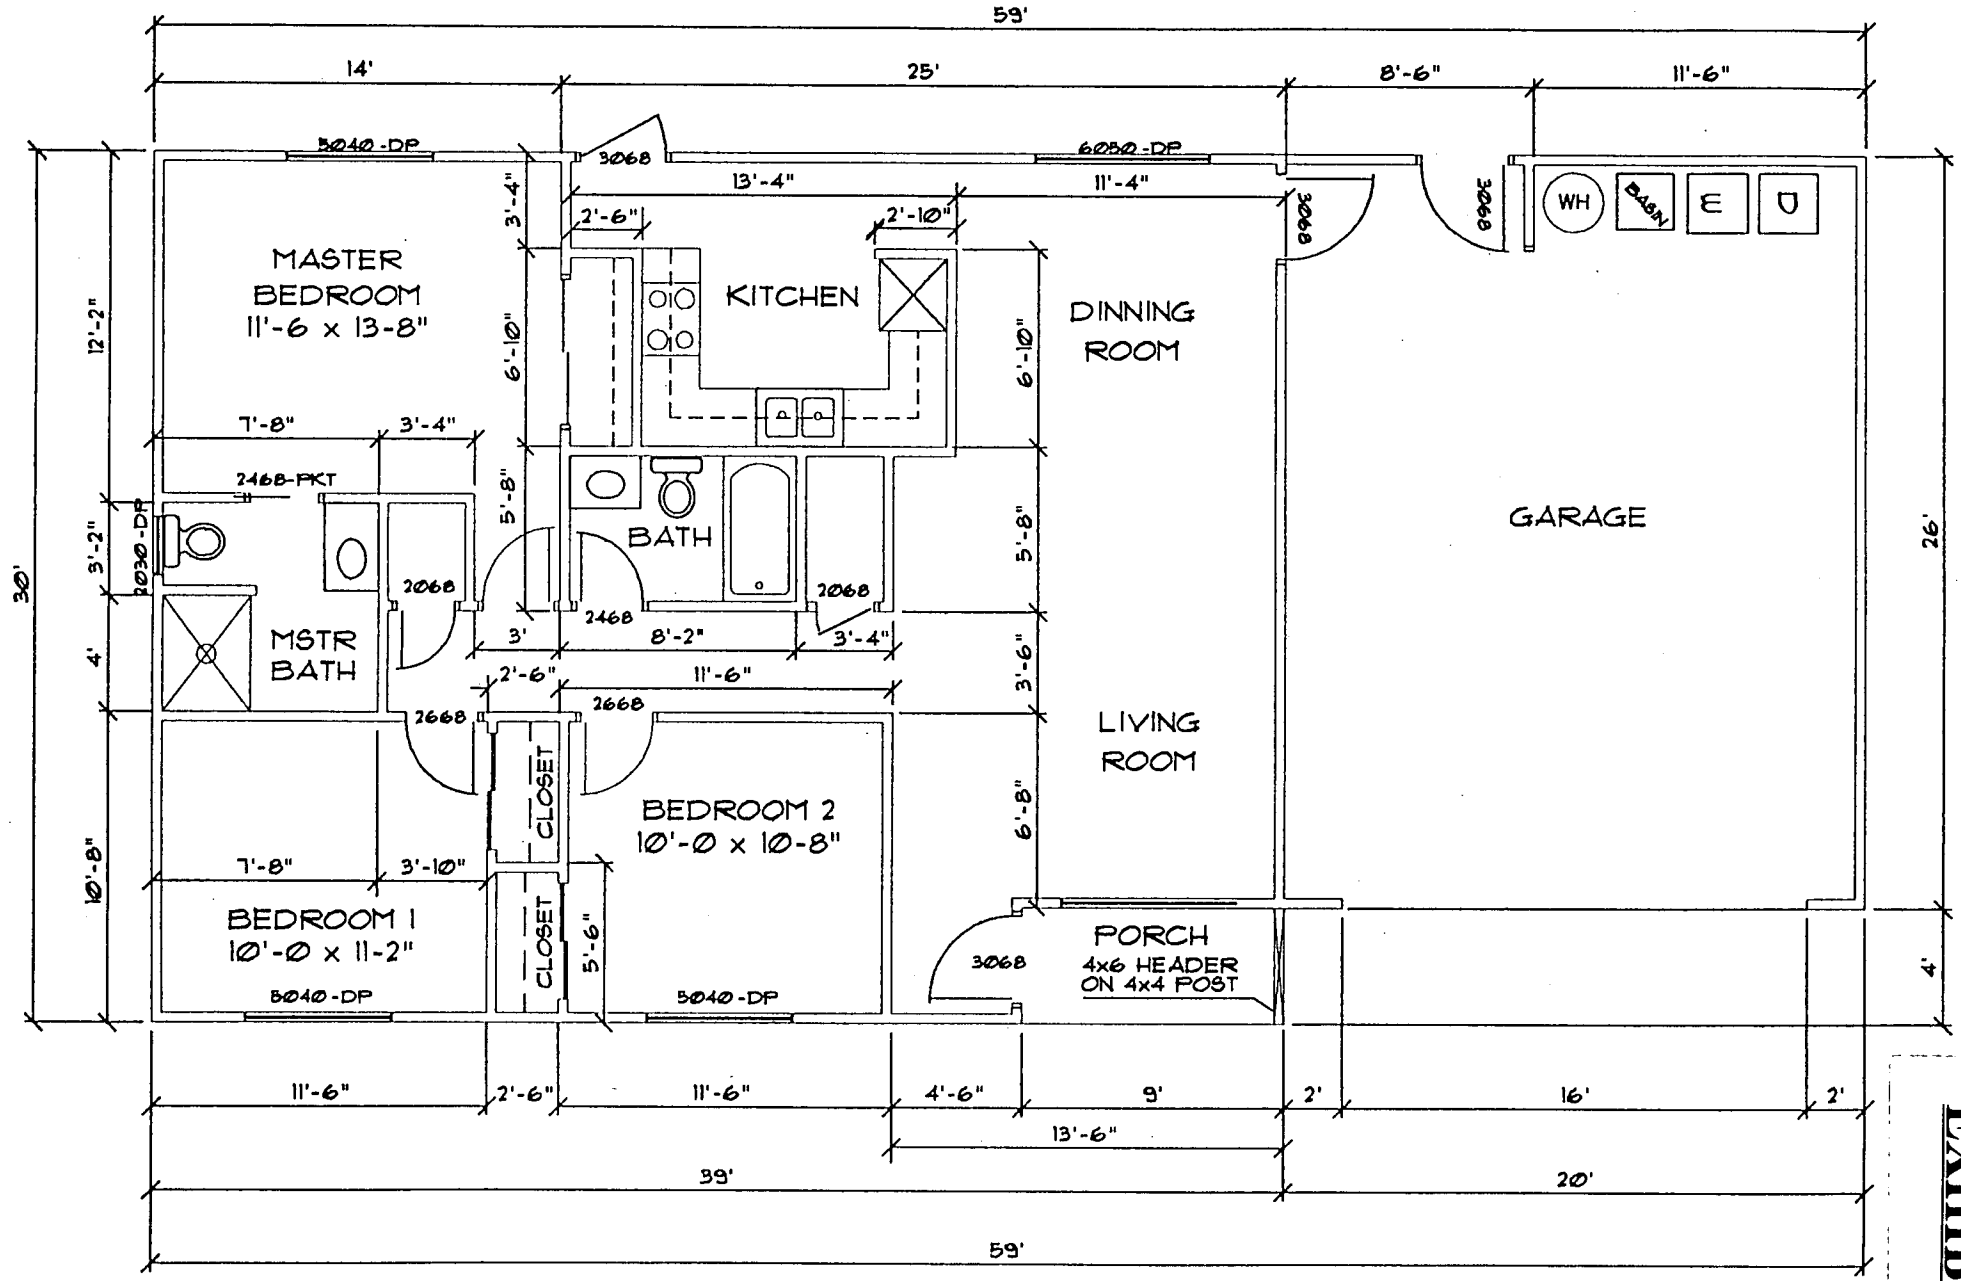 59'
14'
25'
8'-6"
11'-6"
5040-DP
3068
6050-DP
13'-4"
11'-4"
3'-4"
2'-6"
2'-10"
3068
3068
WH
BASIN
W
D
MASTER
BEDROOM
11'-6 x 13-8"
KITCHEN
DINNING
ROOM
12'-2"
6'-10"
6'-10"
7'-8"
3'-4"
2468-PKT
5'-8"
BATH
5'-8"
GARAGE
26'
30'
3'-2"
2030-DP
2068
2468
2068
4'
MSTR
BATH
3'
8'-2"
3'-4"
3'-6"
2'-6"
11'-6"
2668
2668
LIVING
ROOM
CLOSET
BEDROOM 2
10'-0 x 10-8"
6'-8"
7'-8"
3'-10"
10'-8"
BEDROOM 1
10'-0 x 11-2"
CLOSET
5'-6"
3068
PORCH
4x6 HEADER
ON 4x4 POST
4'
5040-DP
5040-DP
11'-6"
2'-6"
11'-6"
4'-6"
9'
2'
16'
2'
13'-6"
39'
20'
59'